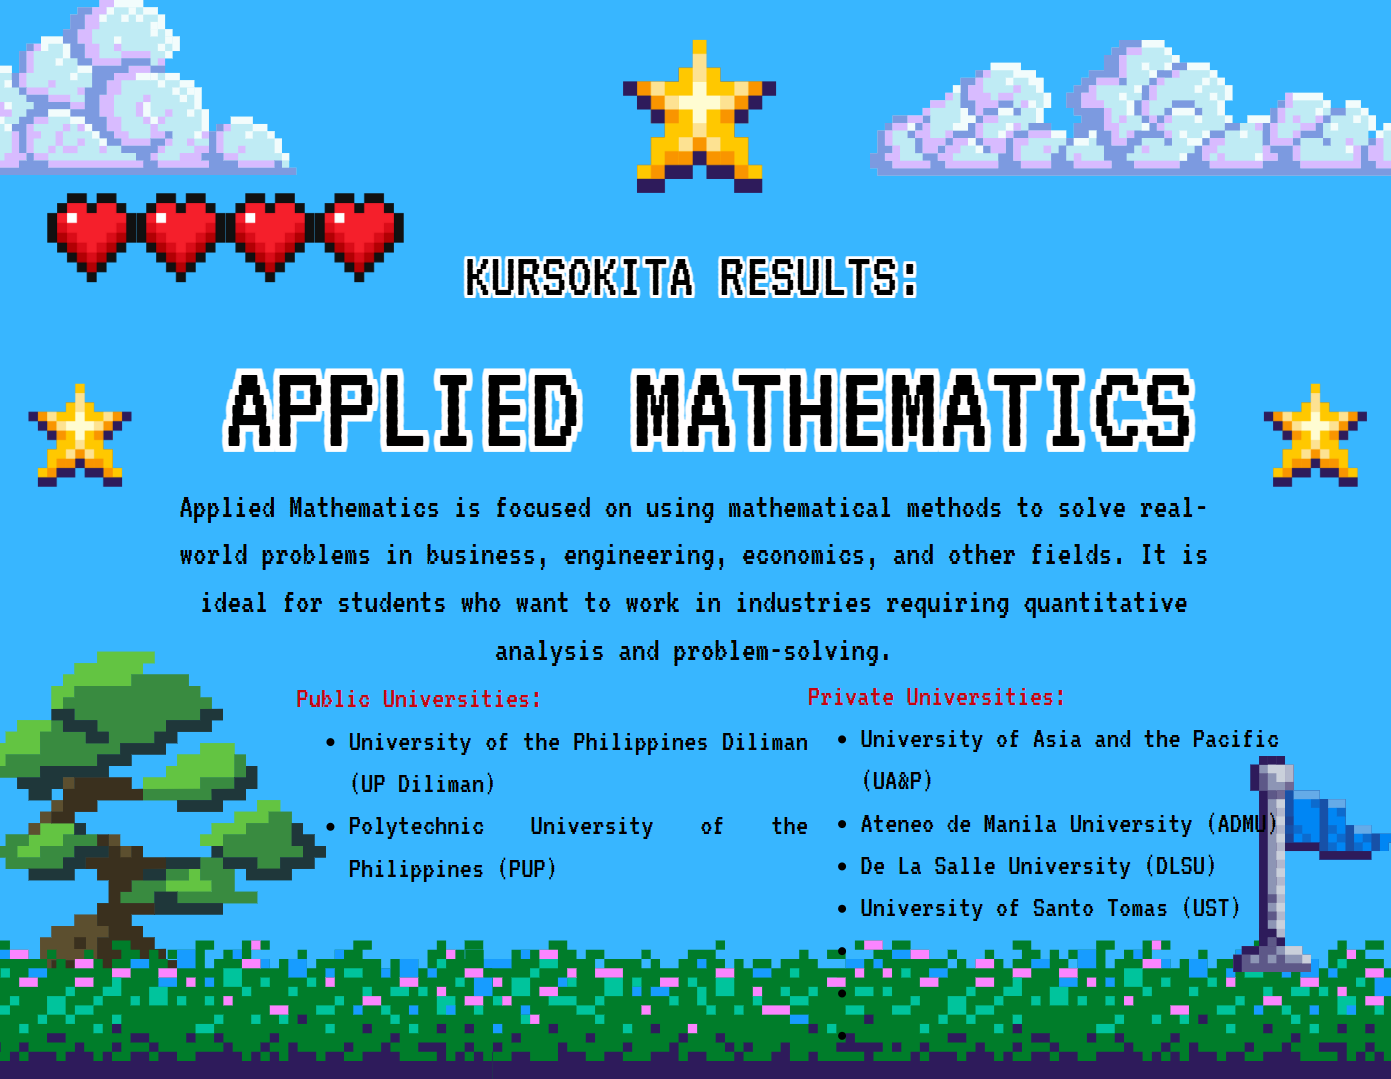 KURSOKITA RESULTS:
APPLIED MATHEMATICS
Applied Mathematics is focused on using mathematical methods to solve real-
world problems in business, engineering, economics, and other fields. It is
ideal for students who want to work in industries requiring quantitative
analysis and problem-solving.
Public Universities:
• University of the Philippines Diliman
(UP Diliman)
• Polytechnic University of the
Philippines (PUP)
Private Universities:
• University of Asia and the Pacific
(UA&P)
• Ateneo de Manila University (ADMU)
• De La Salle University (DLSU)
• University of Santo Tomas (UST)